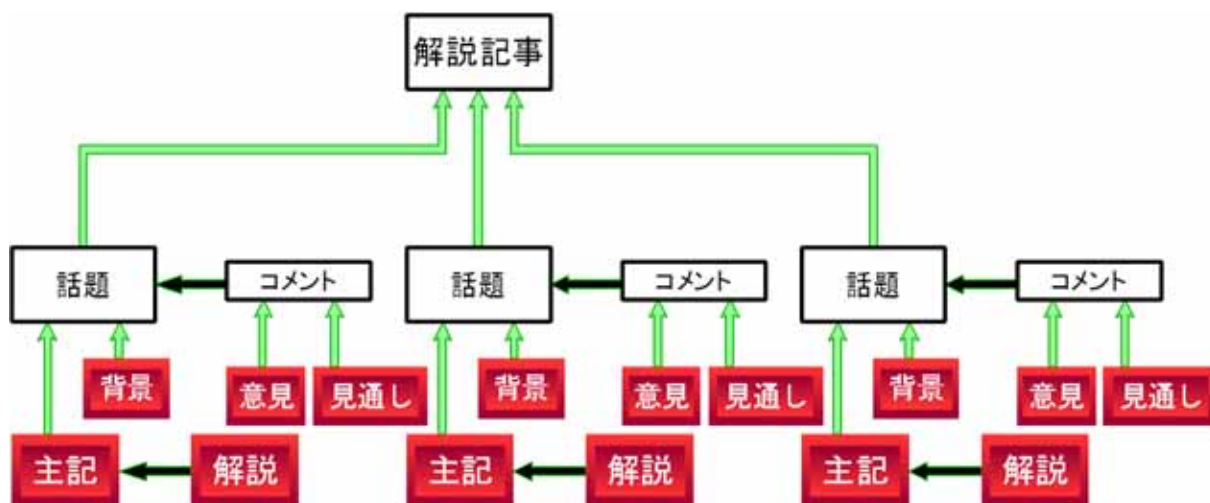 解説記事
話題
コメント
話題
コメント
話題
コメント
背景
意見
見通し
背景
意見
見通し
背景
意見
見通し
主記
解説
主記
解説
主記
解説